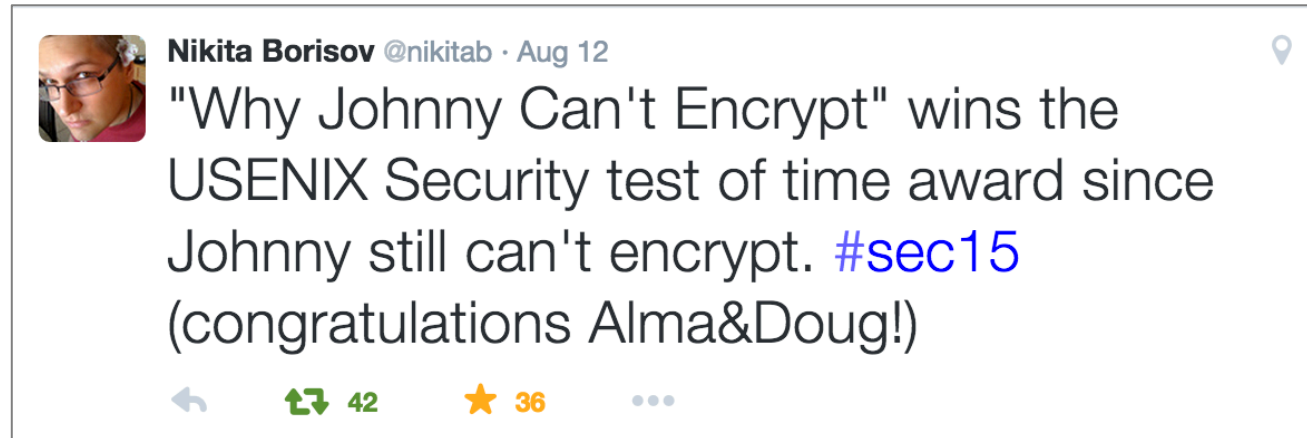 Nikita Borisov @nikitab · Aug 12
"Why Johnny Can't Encrypt" wins the
USENIX Security test of time award since
Johnny still can't encrypt. #sec15
(congratulations Alma&Doug!)
42 36